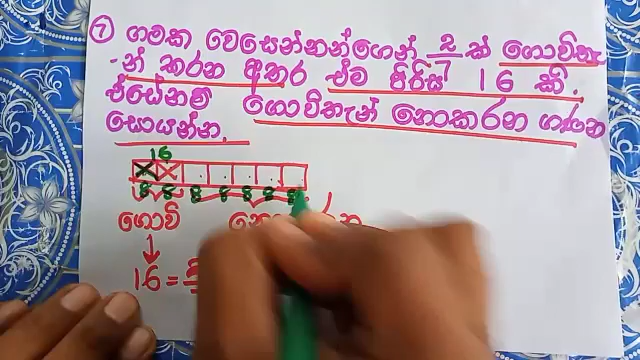 ⑦ ගමක වෙසෙන්නන්ගෙන් 2/7 ක් ගොවිතැ
-න් කරන අතර ඒම පිරිස 16 කි.
එසේනම් ගොවිතැන් නොකරන ගණන
සොයන්න.
16
8 8 8 8 8 8 8
ගොවි
16 =